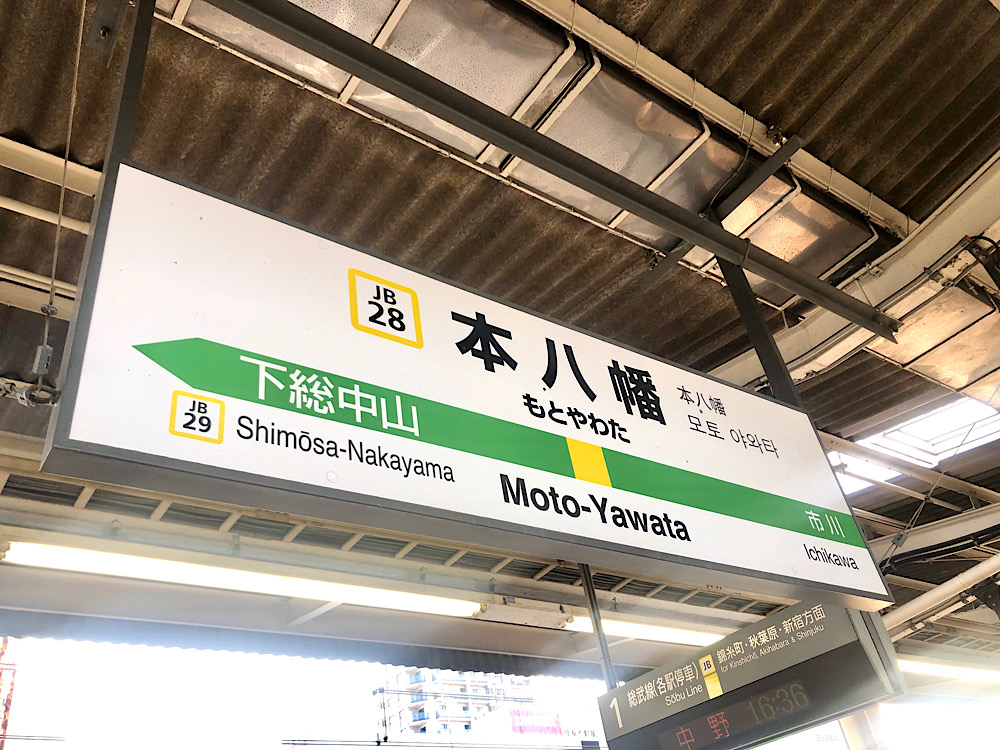 JB
28
本八幡
もとやわた
本八幡
모토 야와타
下総中山
JB
29
Shimōsa-Nakayama
Moto-Yawata
市川
Ichikawa
1
総武線(各駅停車)
Sōbu Line
JB
錦糸町・秋葉原・新宿方面
for Kinshichō, Akihabara & Shinjuku
中野 16:36